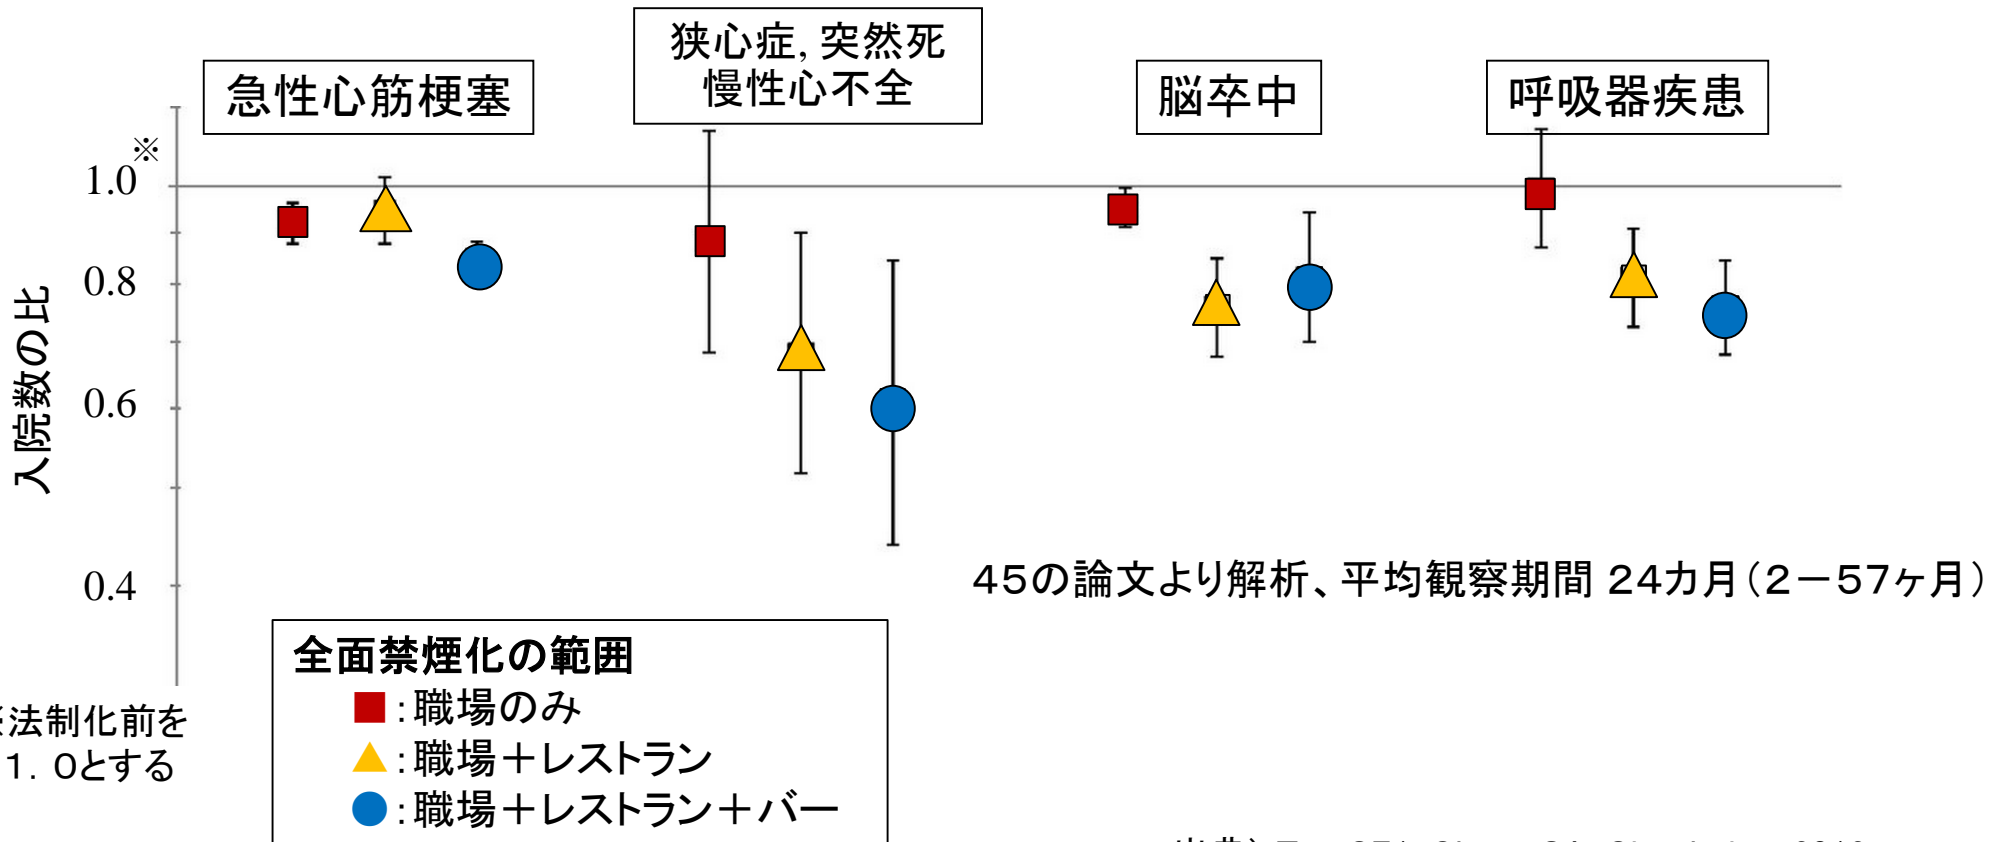 急性心筋梗塞
狭心症, 突然死
慢性心不全
脳卒中
呼吸器疾患
※
1.0
0.8
0.6
0.4
入院数の比
45の論文より解析、平均観察期間 24カ月（2－57ヶ月）
全面禁煙化の範囲
■：職場のみ
▲：職場＋レストラン
●：職場＋レストラン＋バー
※法制化前を
1．0とする